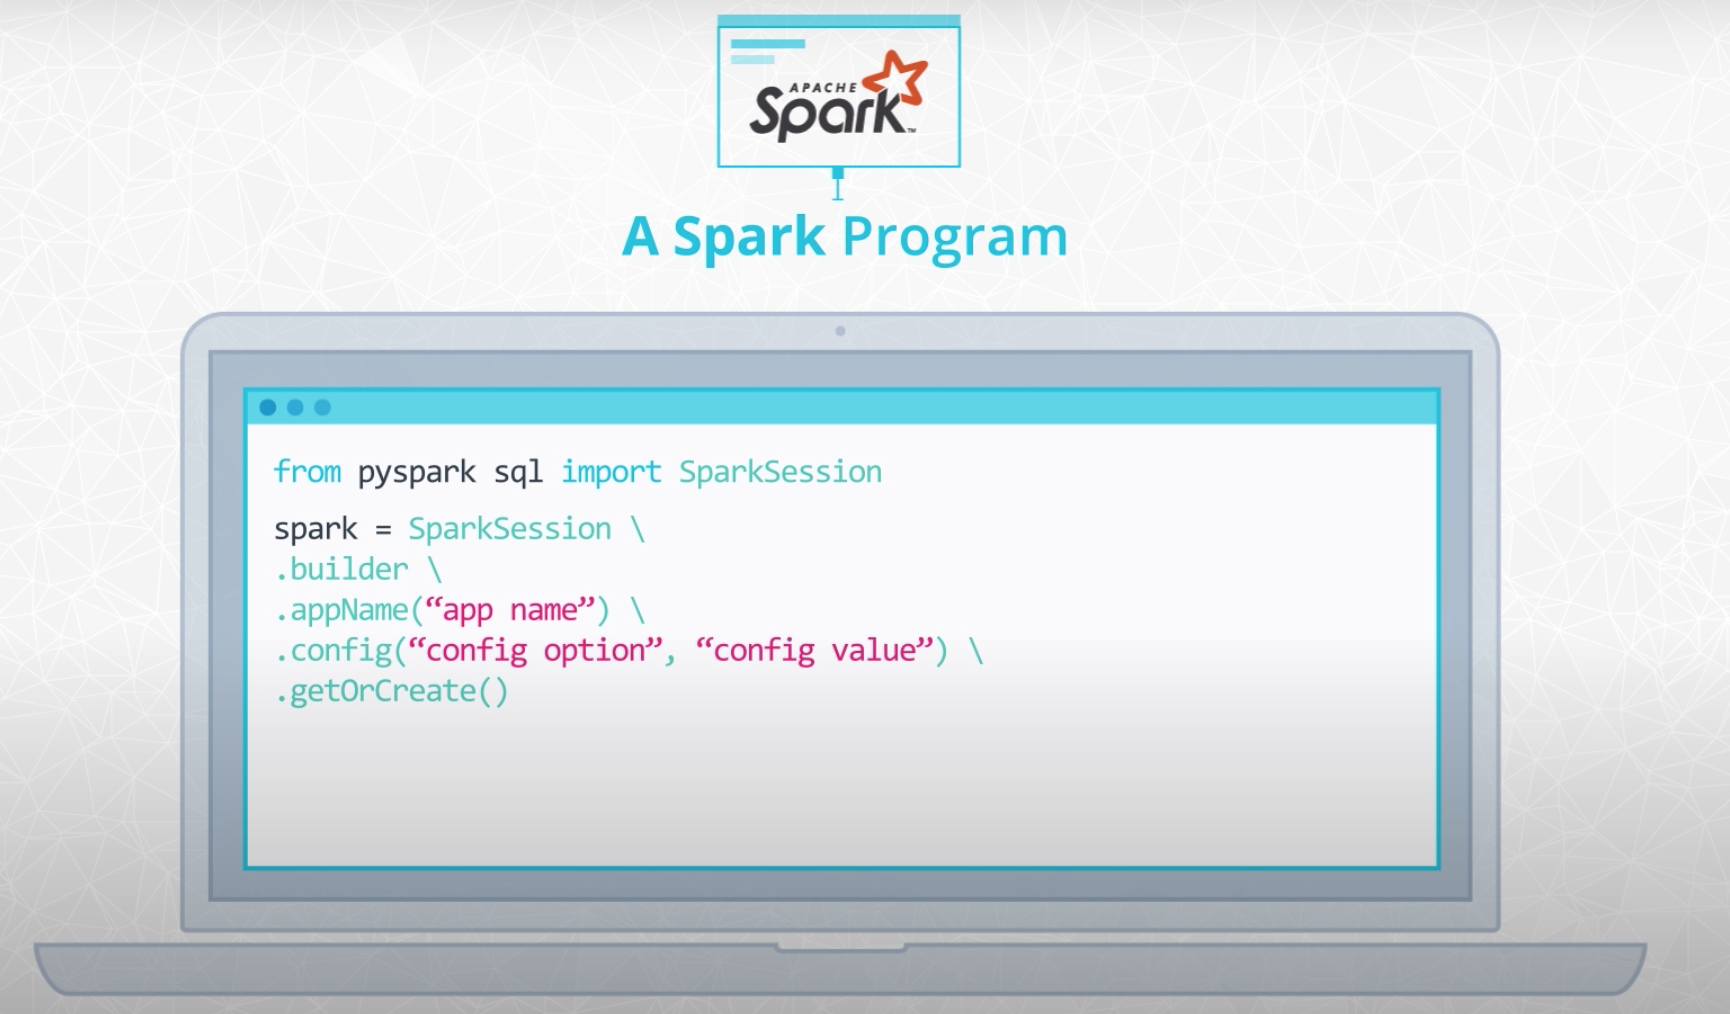 APACHE
Spark™
A Spark Program
from pyspark sql import SparkSession
spark = SparkSession \
.builder \
.appName(“app name”) \
.config(“config option”, “config value”) \
.getOrCreate()